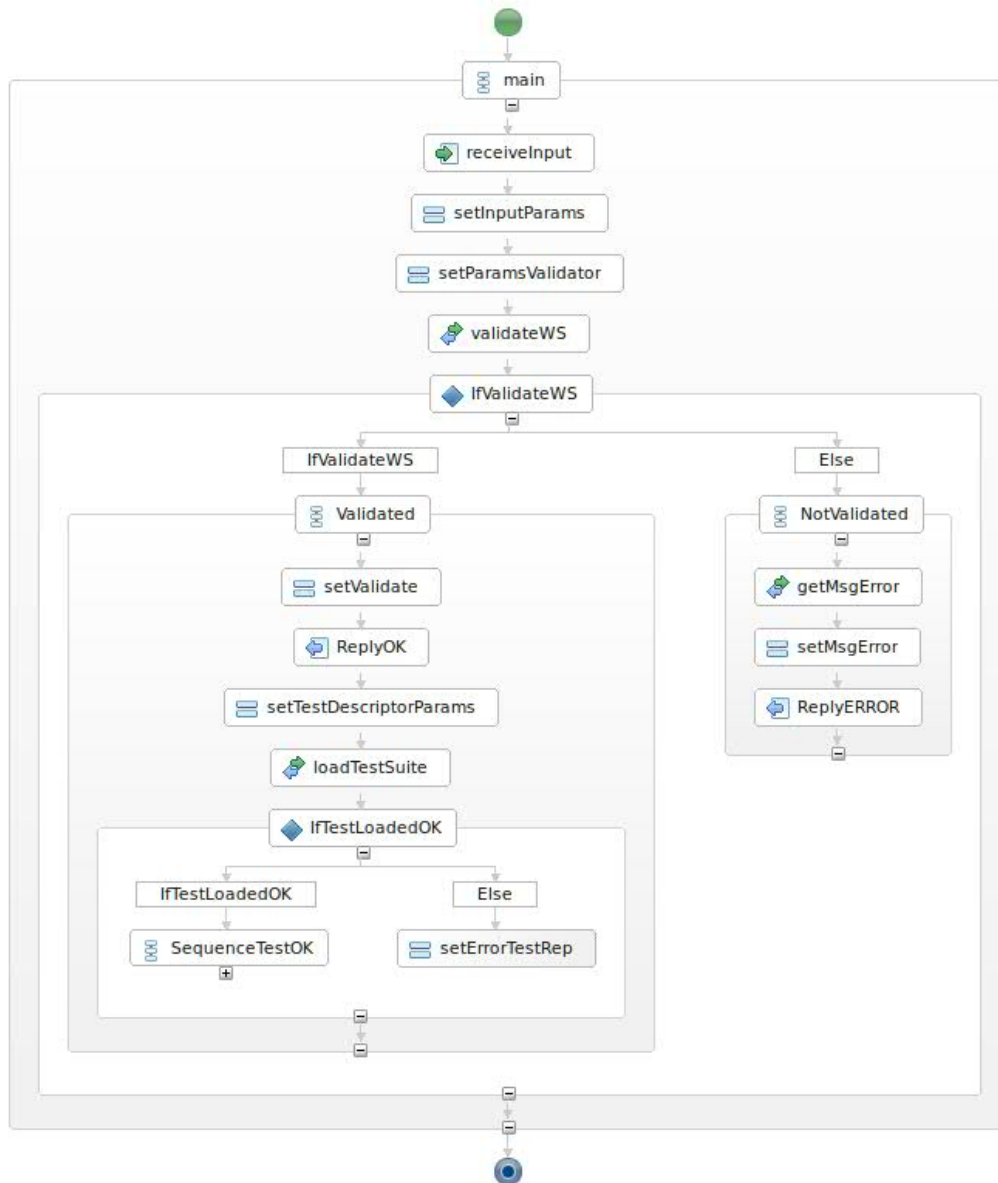 main
receiveInput
setInputParams
setParamsValidator
validateWS
IfValidateWS
IfValidateWS
Else
Validated
NotValidated
setValidate
getMsgError
ReplyOK
setMsgError
setTestDescriptorParams
ReplyERROR
loadTestSuite
IfTestLoadedOK
IfTestLoadedOK
Else
SequenceTestOK
setErrorTestRep